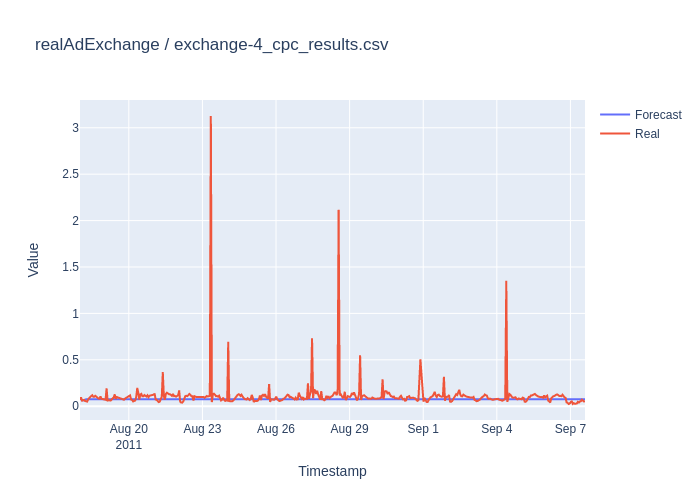 realAdExchange / exchange-4_cpc_results.csv
Forecast
Real
3
2.5
2
1.5
1
0.5
0
Value
Aug 20
2011
Aug 23
Aug 26
Aug 29
Sep 1
Sep 4
Sep 7
Timestamp